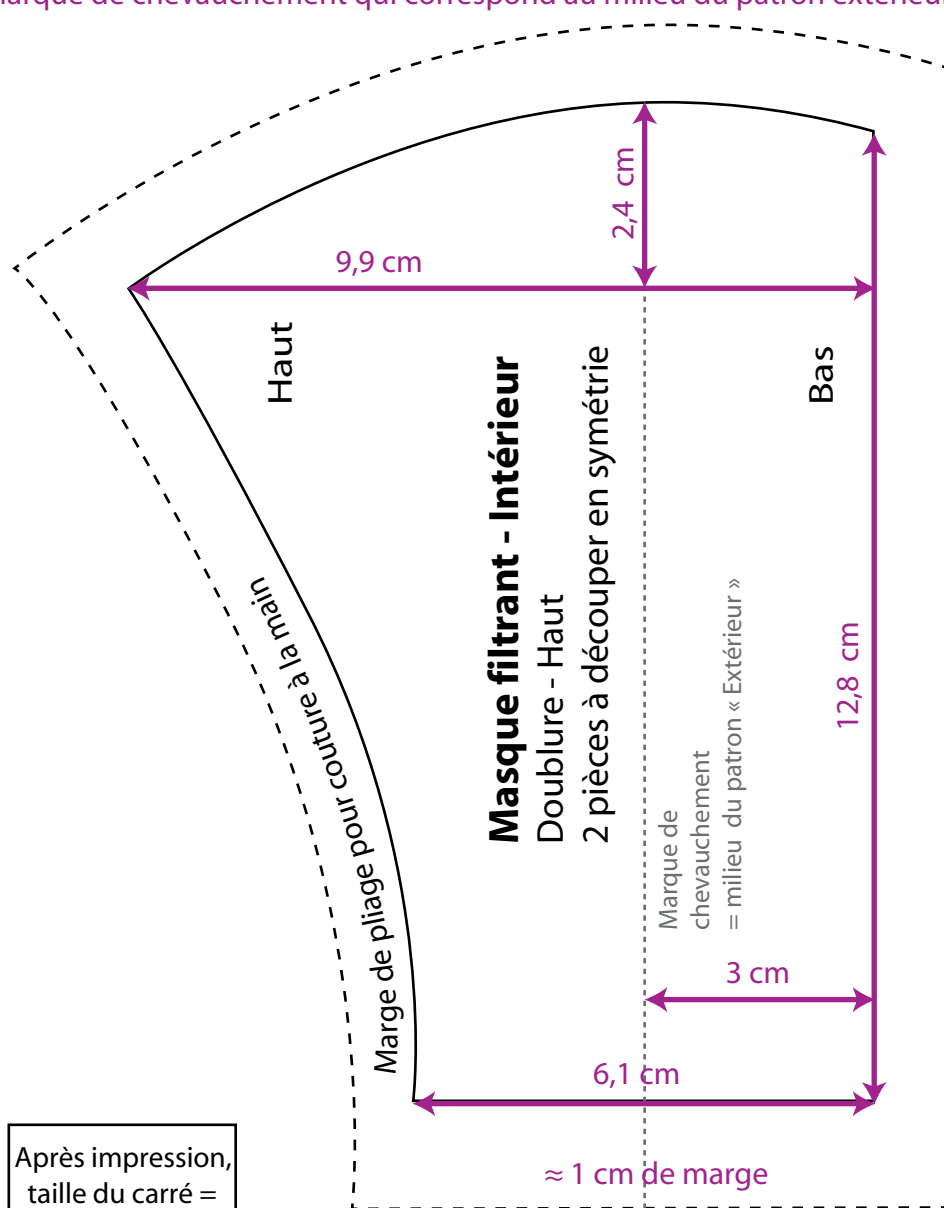 marque de chevauchement qui correspond au milieu du patron extérieur
2,4 cm
9,9 cm
Haut
Bas
Masque filtrant - Intérieur
Doublure - Haut
2 pièces à découper en symétrie
Marge de pliage pour couture à la main
Marque de
chevauchement
= milieu du patron « Extérieur »
12,8 cm
3 cm
6,1 cm
≈ 1 cm de marge
Après impression,
taille du carré =